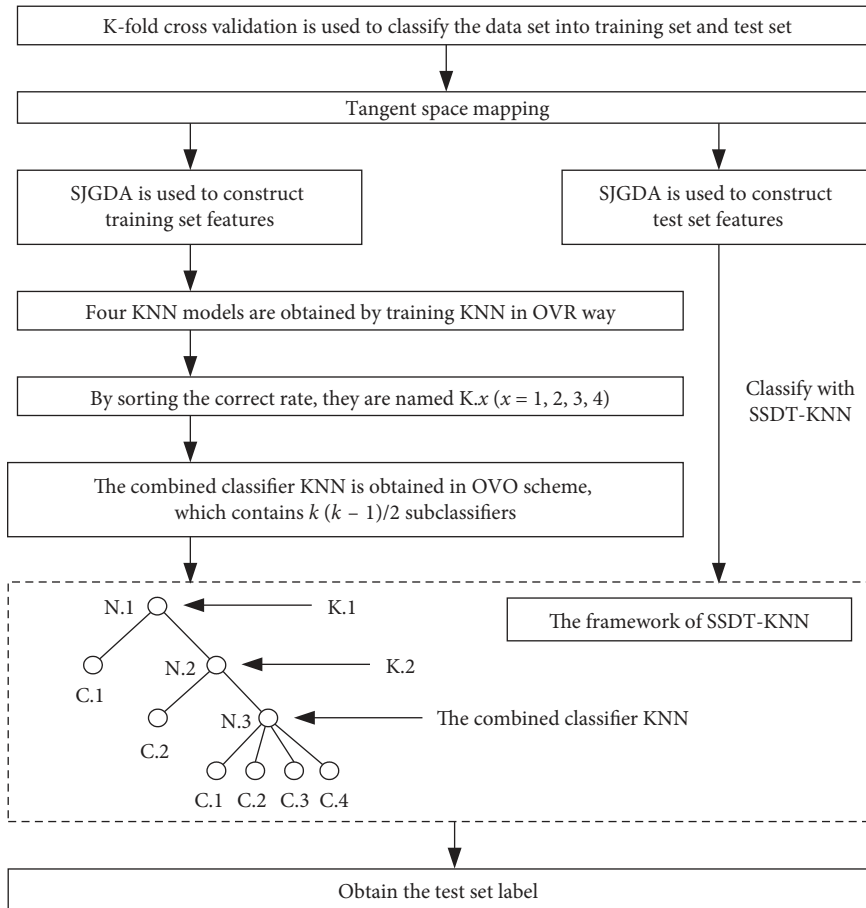 K-fold cross validation is used to classify the data set into training set and test set
Tangent space mapping
SJGDA is used to construct
training set features
SJGDA is used to construct
test set features
Four KNN models are obtained by training KNN in OVR way
By sorting the correct rate, they are named K.x (x = 1, 2, 3, 4)
Classify with
SSDT-KNN
The combined classifier KNN is obtained in OVO scheme,
which contains k (k – 1)/2 subclassifiers
N.1
K.1
The framework of SSDT-KNN
C.1
N.2
K.2
C.2
N.3
The combined classifier KNN
C.1
C.2
C.3
C.4
Obtain the test set label